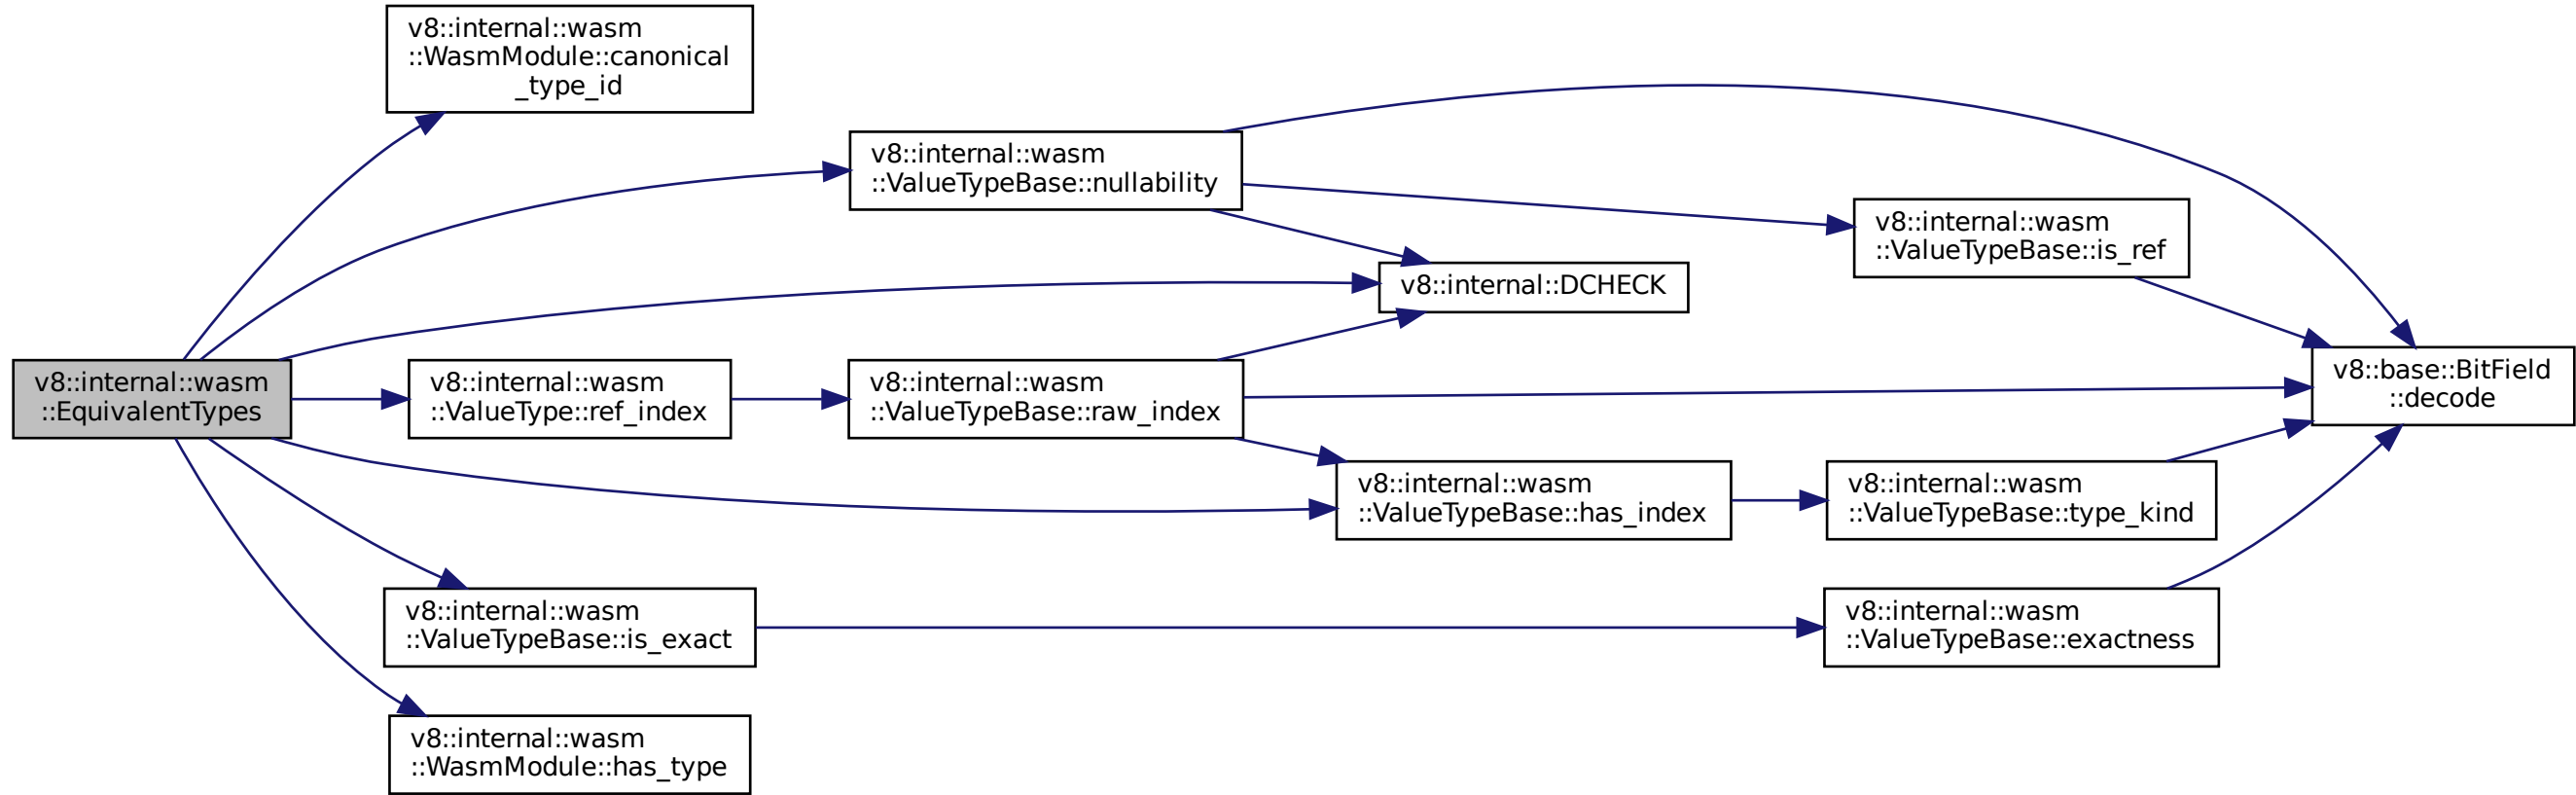 v8::internal::wasm
::WasmModule::canonical
_type_id
v8::internal::wasm
::ValueTypeBase::nullability
v8::internal::wasm
::ValueTypeBase::is_ref
v8::internal::DCHECK
v8::internal::wasm
::EquivalentTypes
v8::internal::wasm
::ValueType::ref_index
v8::internal::wasm
::ValueTypeBase::raw_index
v8::base::BitField
::decode
v8::internal::wasm
::ValueTypeBase::has_index
v8::internal::wasm
::ValueTypeBase::type_kind
v8::internal::wasm
::ValueTypeBase::is_exact
v8::internal::wasm
::ValueTypeBase::exactness
v8::internal::wasm
::WasmModule::has_type